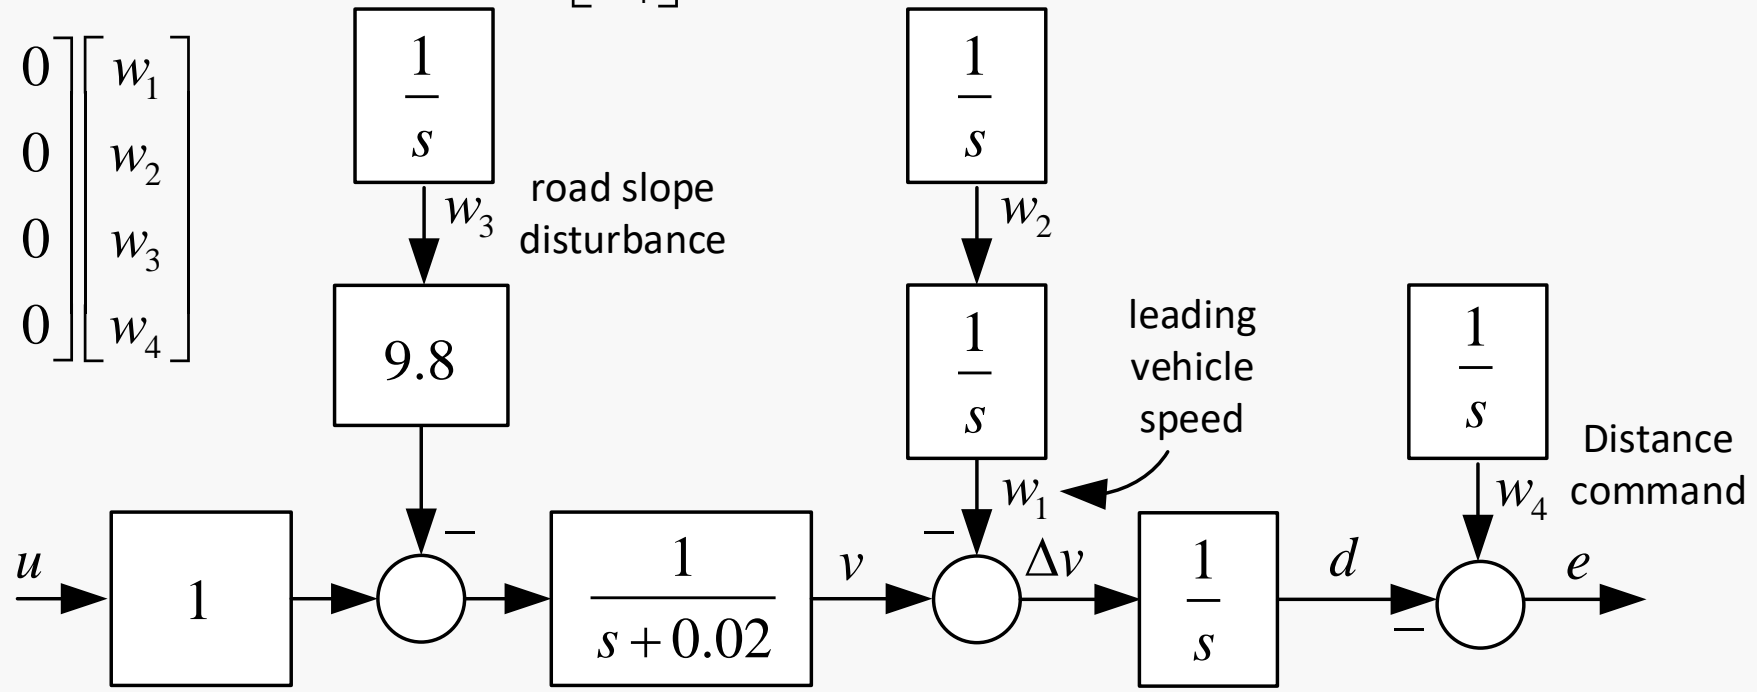 0 w₁
0 w₂
0 w₃
0 w₄
1
s
w₃
road slope
disturbance
9.8
1
s
w₂
1
s
w₁
leading
vehicle
speed
1
s
w₄
Distance
command
u
1
−
1
s + 0.02
v
−
Δv
1
s
d
−
e